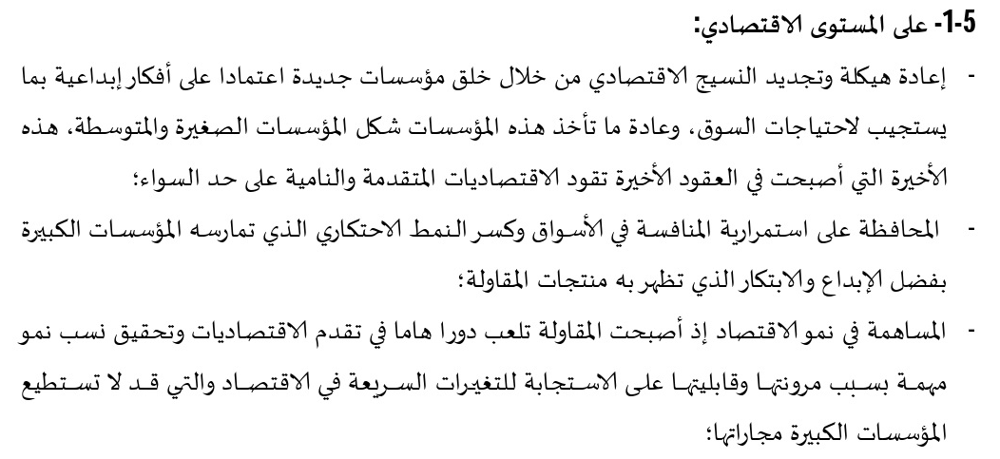 5-1- على المستوى الاقتصادي:
- إعادة هيكلة وتجديد النسيج الاقتصادي من خلال خلق مؤسسات جديدة اعتمادا على أفكار إبداعية بما
يستجيب لاحتياجات السوق، وعادة ما تأخذ هذه المؤسسات شكل المؤسسات الصغيرة والمتوسطة، هذه
الأخيرة التي أصبحت في العقود الأخيرة تقود الاقتصاديات المتقدمة والنامية على حد السواء؛
- المحافظة على استمرارية المنافسة في الأسواق وكسر النمط الاحتكاري الذي تمارسه المؤسسات الكبيرة
بفضل الإبداع والابتكار الذي تظهر به منتجات المقاولة؛
- المساهمة في نمو الاقتصاد إذ أصبحت المقاولة تلعب دورا هاما في تقدم الاقتصاديات وتحقيق نسب نمو
مهمة بسبب مرونتها وقابليتها على الاستجابة للتغيرات السريعة في الاقتصاد والتي قد لا تستطيع
المؤسسات الكبيرة مجاراتها؛